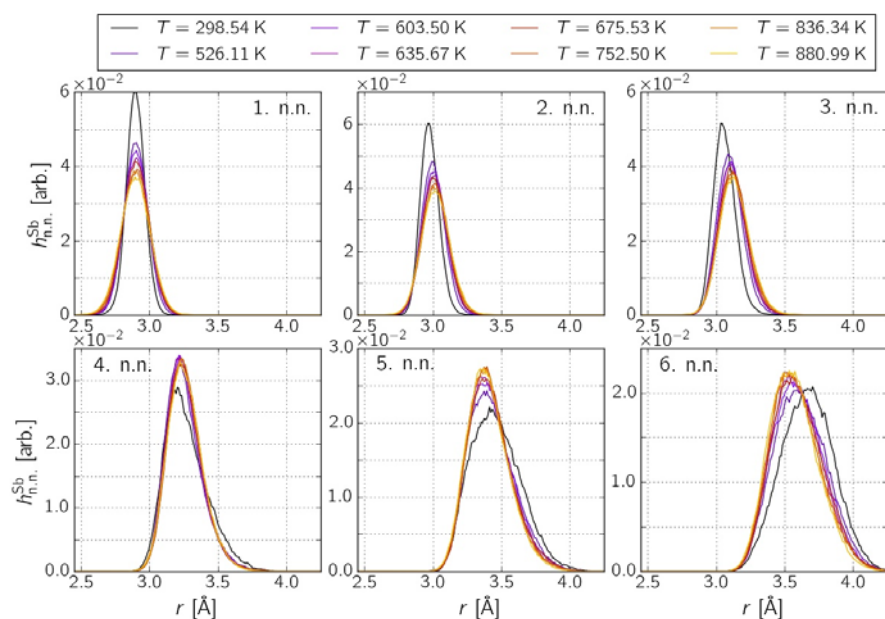 T = 298.54 K T = 603.50 K T = 675.53 K T = 836.34 K
T = 526.11 K T = 635.67 K T = 752.50 K T = 880.99 K
×10⁻² ×10⁻² ×10⁻²
6 1. n.n. 6 2. n.n. 6 3. n.n.
4 4 4
2 2 2
0 0 0
h^Sb_n.n. [arb.]
2.5 3.0 3.5 4.0 2.5 3.0 3.5 4.0 2.5 3.0 3.5 4.0
×10⁻² ×10⁻² ×10⁻²
4. n.n. 3.0 5. n.n. 6. n.n.
3.0 2.0 2.0
2.0 1.0 1.0
1.0
0.0 0.0 0.0
h^Sb_n.n. [arb.]
2.5 3.0 3.5 4.0 2.5 3.0 3.5 4.0 2.5 3.0 3.5 4.0
r [Å] r [Å] r [Å]